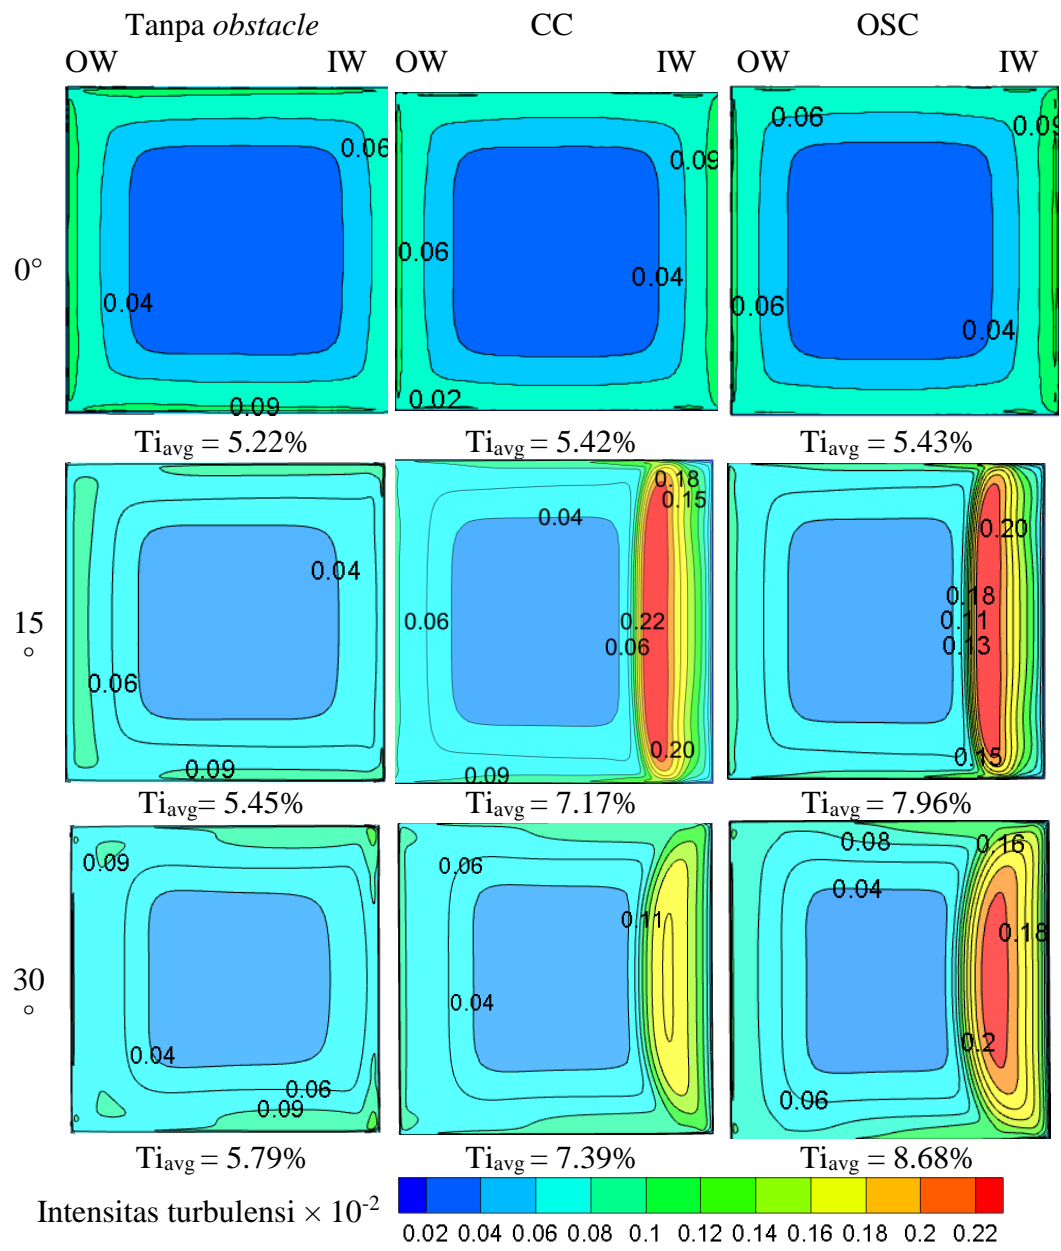 Tanpa obstacle CC OSC
OW IW OW IW OW IW
0°
0.06 0.04 0.09
0.09 0.06 0.04 0.02
0.06 0.09 0.06 0.04
Tiavg = 5.22% Tiavg = 5.42% Tiavg = 5.43%
15
°
0.04 0.06 0.09
0.18 0.15 0.04 0.06 0.22 0.06 0.20 0.09
0.20 0.18 0.11 0.13 0.15
Tiavg = 5.45% Tiavg = 7.17% Tiavg = 7.96%
30
°
0.09 0.04 0.06 0.09
0.06 0.11 0.04
0.08 0.16 0.04 0.18 0.2 0.06
Tiavg = 5.79% Tiavg = 7.39% Tiavg = 8.68%
Intensitas turbulensi × 10-2
0.02 0.04 0.06 0.08 0.1 0.12 0.14 0.16 0.18 0.2 0.22